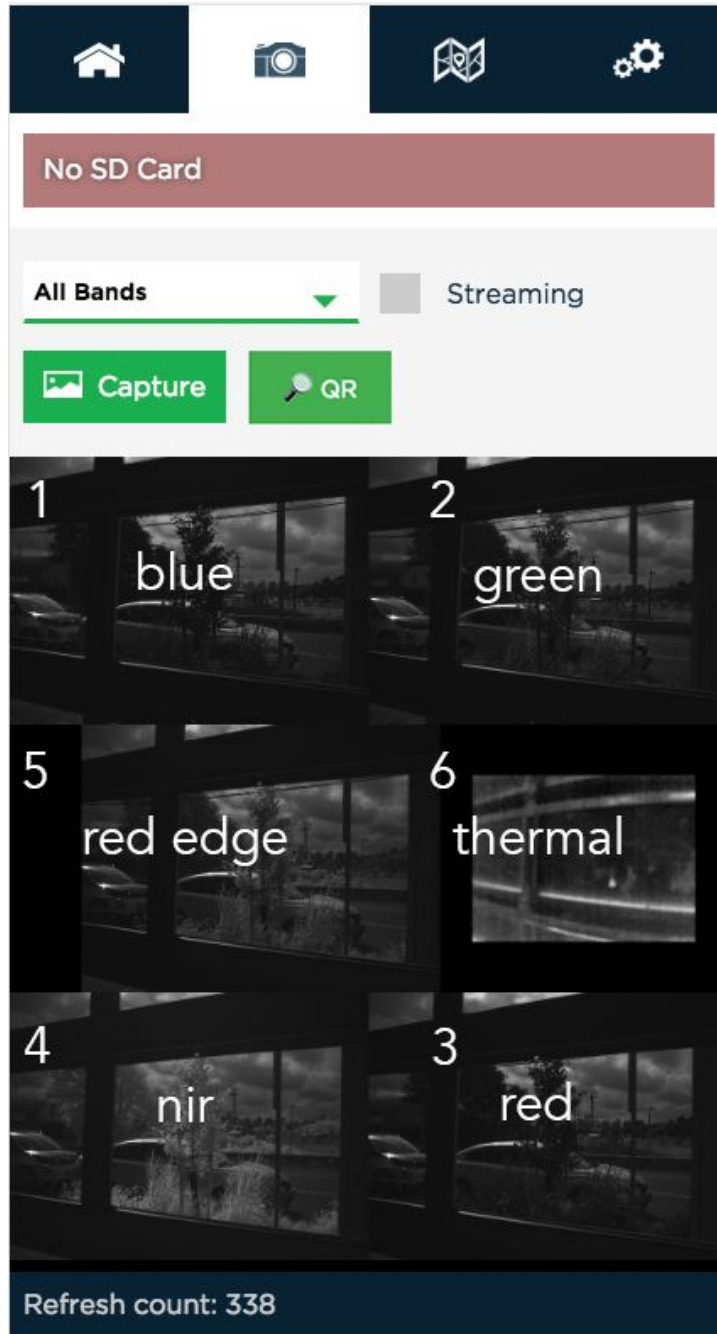 No SD Card
All Bands
Streaming
Capture
QR
1
2
blue
green
5
6
red edge
thermal
4
3
nir
red
Refresh count: 338